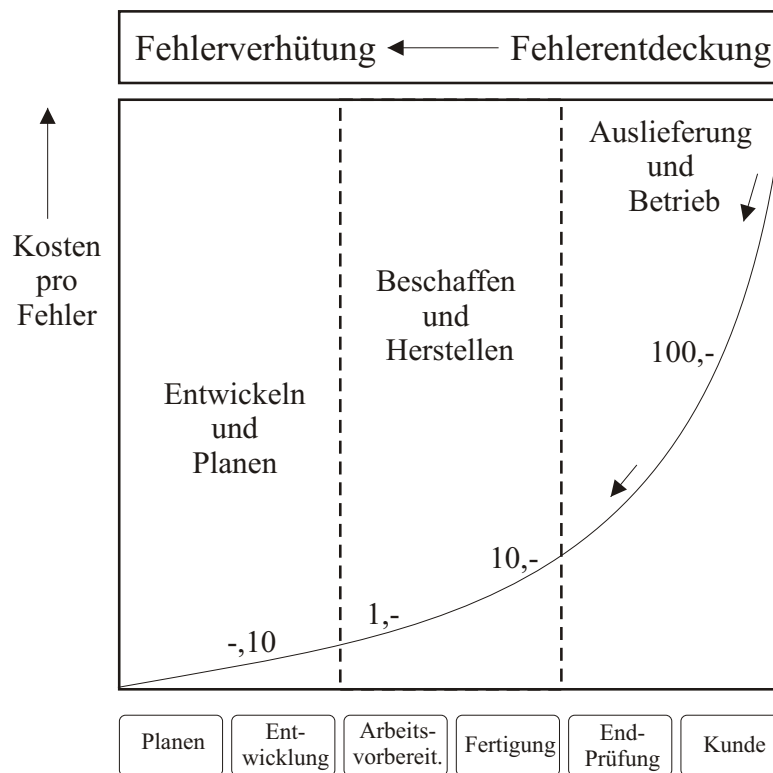 Fehlerverhütung Fehlerentdeckung
Auslieferung
und
Betrieb
Kosten
pro
Fehler
Beschaffen
und
Herstellen
100,-
Entwickeln
und
Planen
10,-
1,-
-,10
Planen
Ent-
wicklung
Arbeits-
vorbereit.
Fertigung
End-
Prüfung
Kunde